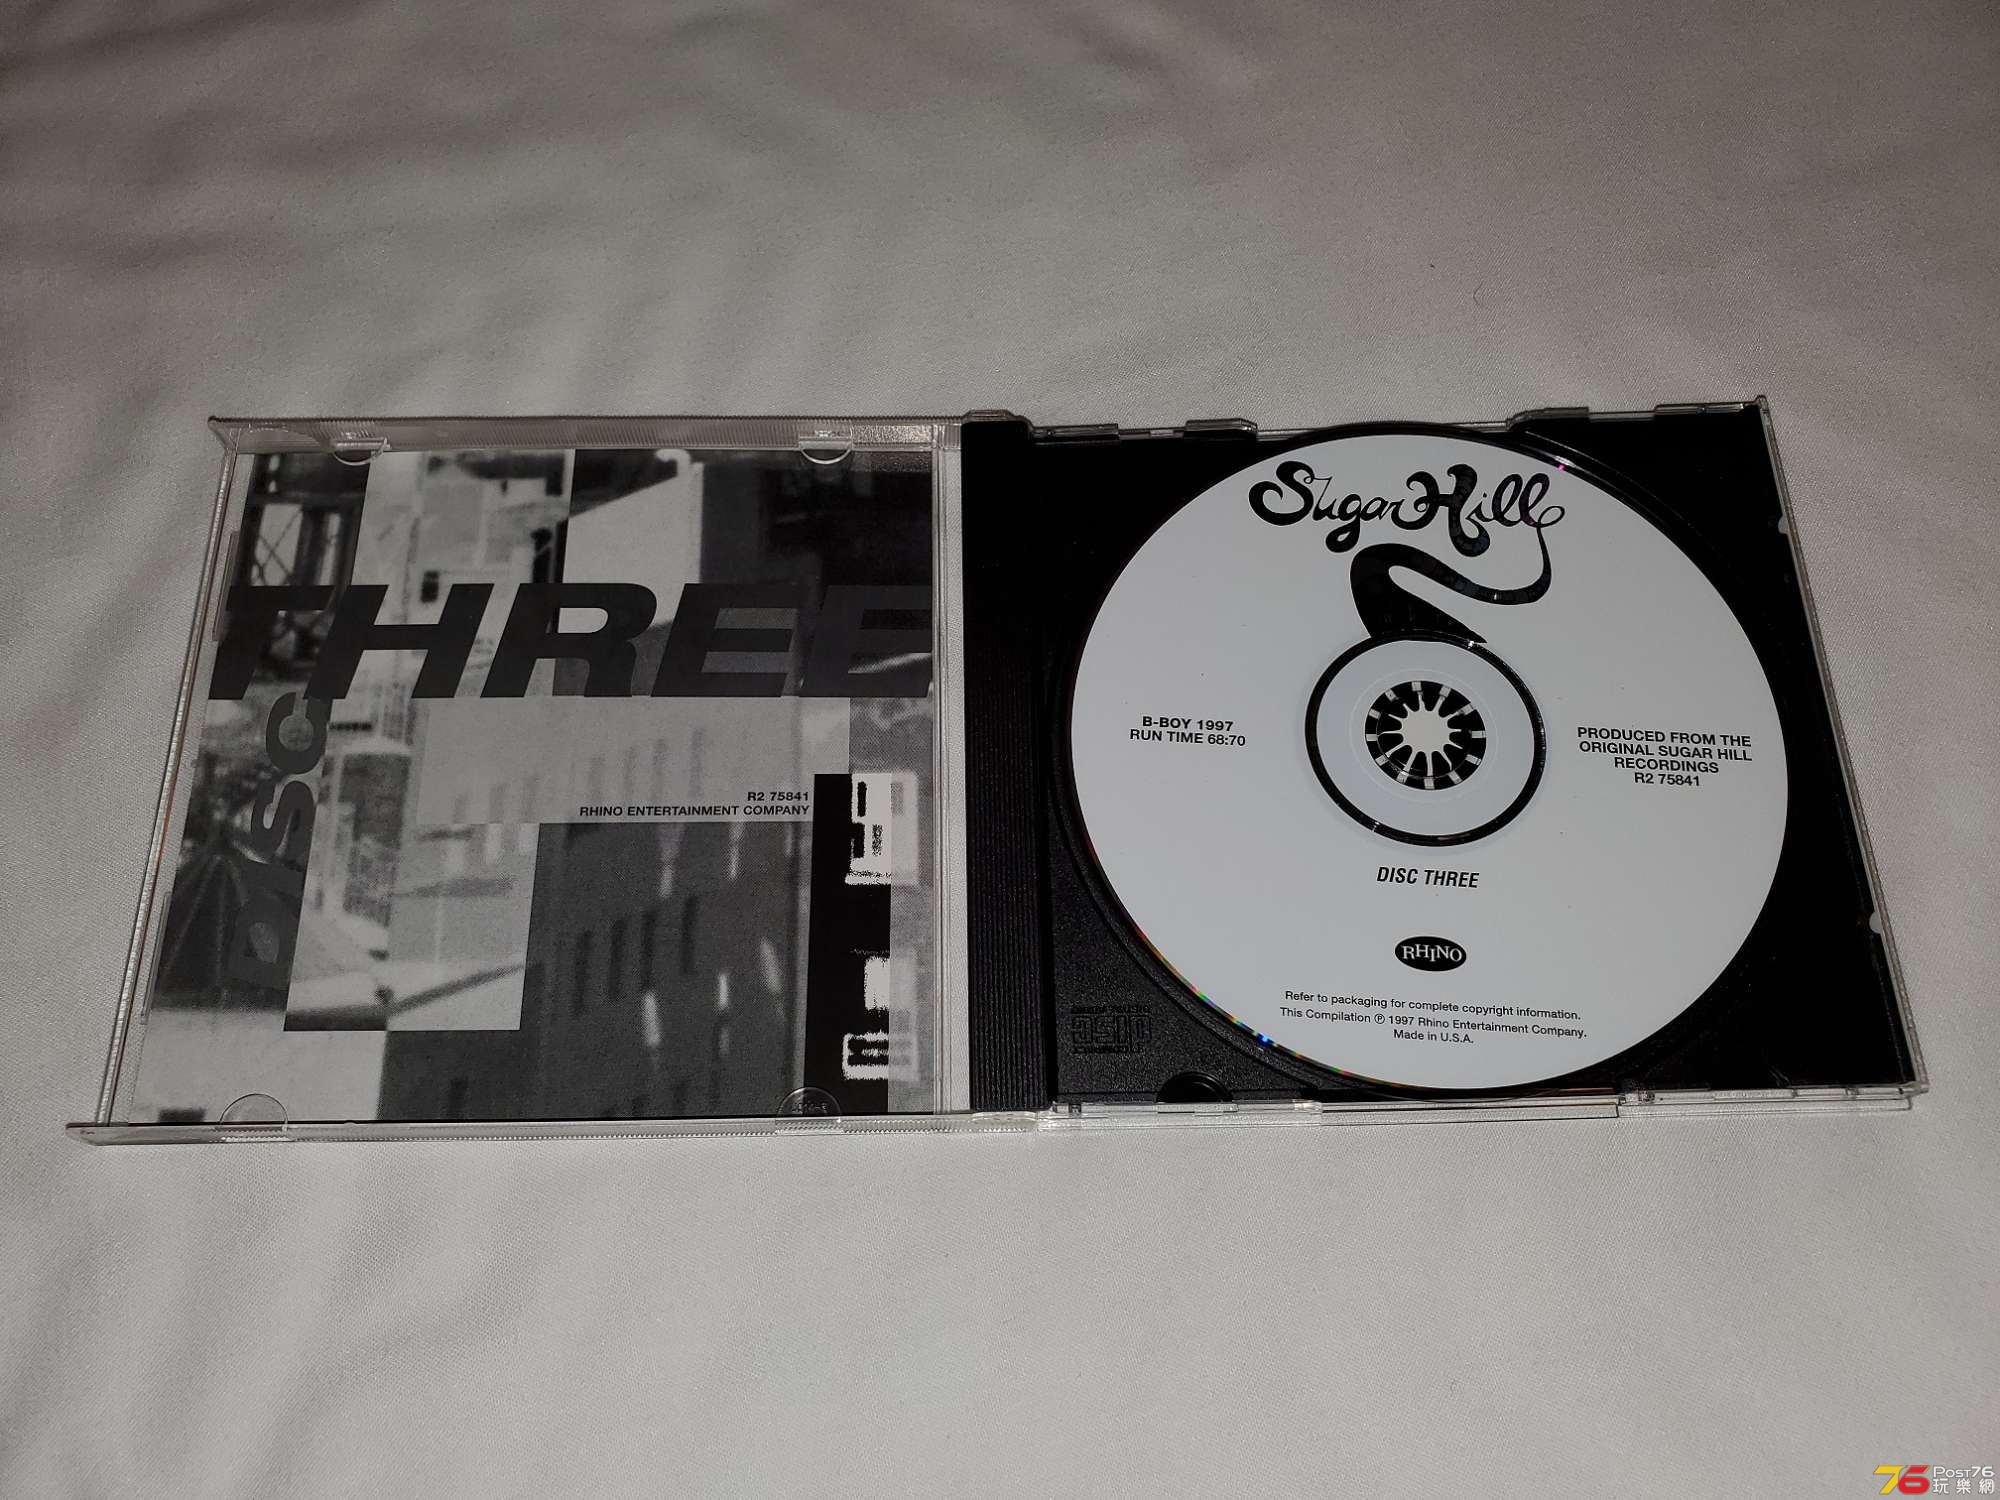 THREE
DISC
R2 75841
RHINO ENTERTAINMENT COMPANY
Sugar Hill
B-BOY 1997
RUN TIME 68:70
PRODUCED FROM THE
ORIGINAL SUGAR HILL
RECORDINGS
R2 75841
DISC THREE
RHINO
Refer to packaging for complete copyright information.
This Compilation ℗ 1997 Rhino Entertainment Company.
Made in U.S.A.
76 POST76
玩樂網